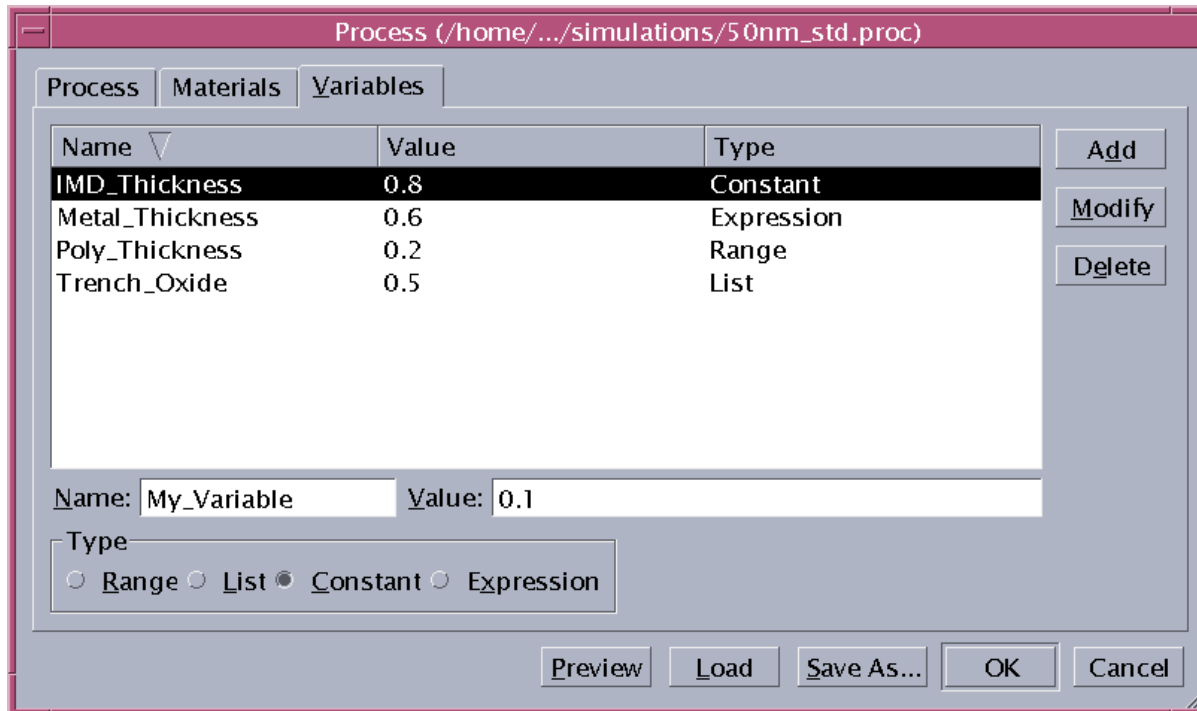 Process (/home/.../simulations/50nm_std.proc)
Process Materials Variables
Name Value Type
IMD_Thickness 0.8 Constant
Metal_Thickness 0.6 Expression
Poly_Thickness 0.2 Range
Trench_Oxide 0.5 List
Add
Modify
Delete
Name: My_Variable Value: 0.1
Type
Range List Constant Expression
Preview Load Save As... OK Cancel